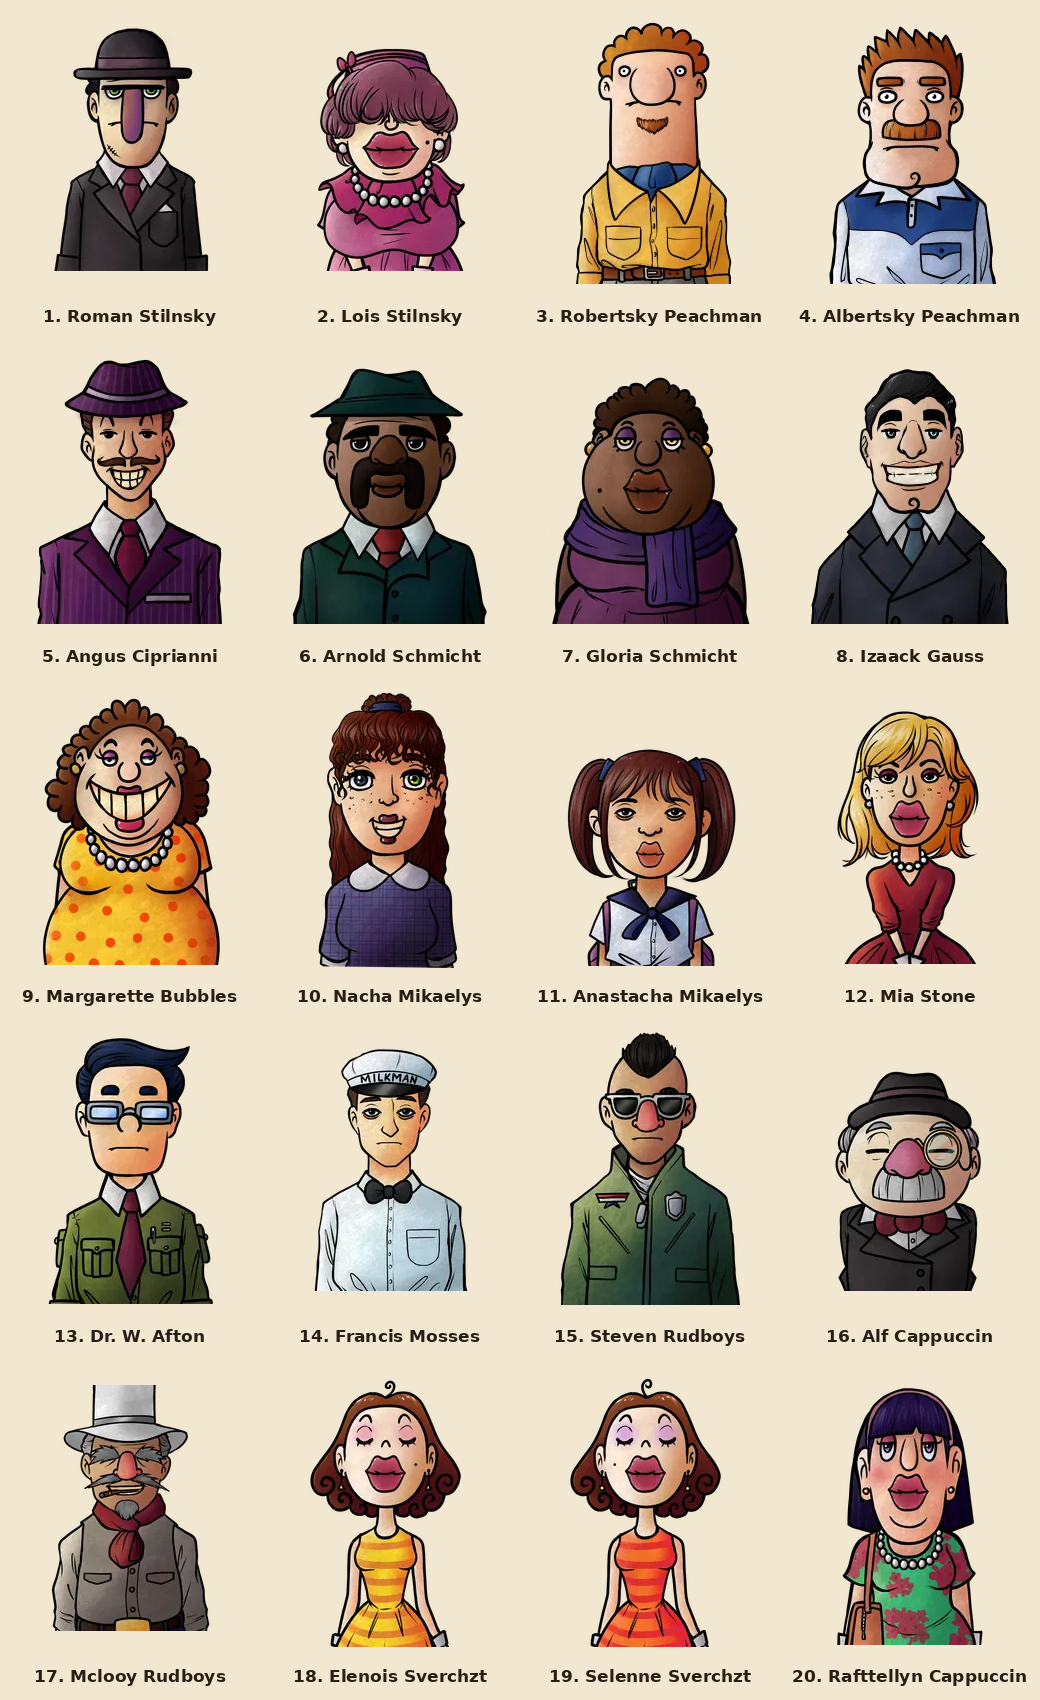 1. Roman Stilnsky
2. Lois Stilnsky
3. Robertsky Peachman
4. Albertsky Peachman
5. Angus Ciprianni
6. Arnold Schmicht
7. Gloria Schmicht
8. Izaack Gauss
9. Margarette Bubbles
10. Nacha Mikaelys
11. Anastacha Mikaelys
12. Mia Stone
MILKMAN
13. Dr. W. Afton
14. Francis Mosses
15. Steven Rudboys
16. Alf Cappuccin
17. Mclooy Rudboys
18. Elenois Sverchzt
19. Selenne Sverchzt
20. Rafttellyn Cappuccin